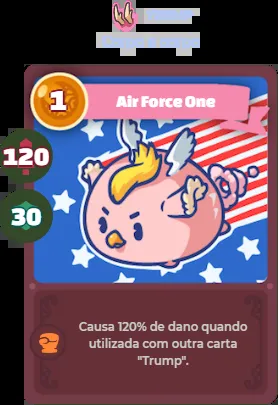 1
Air Force One
120
30
Causa 120% de dano quando
utilizada com outra carta
"Trump".